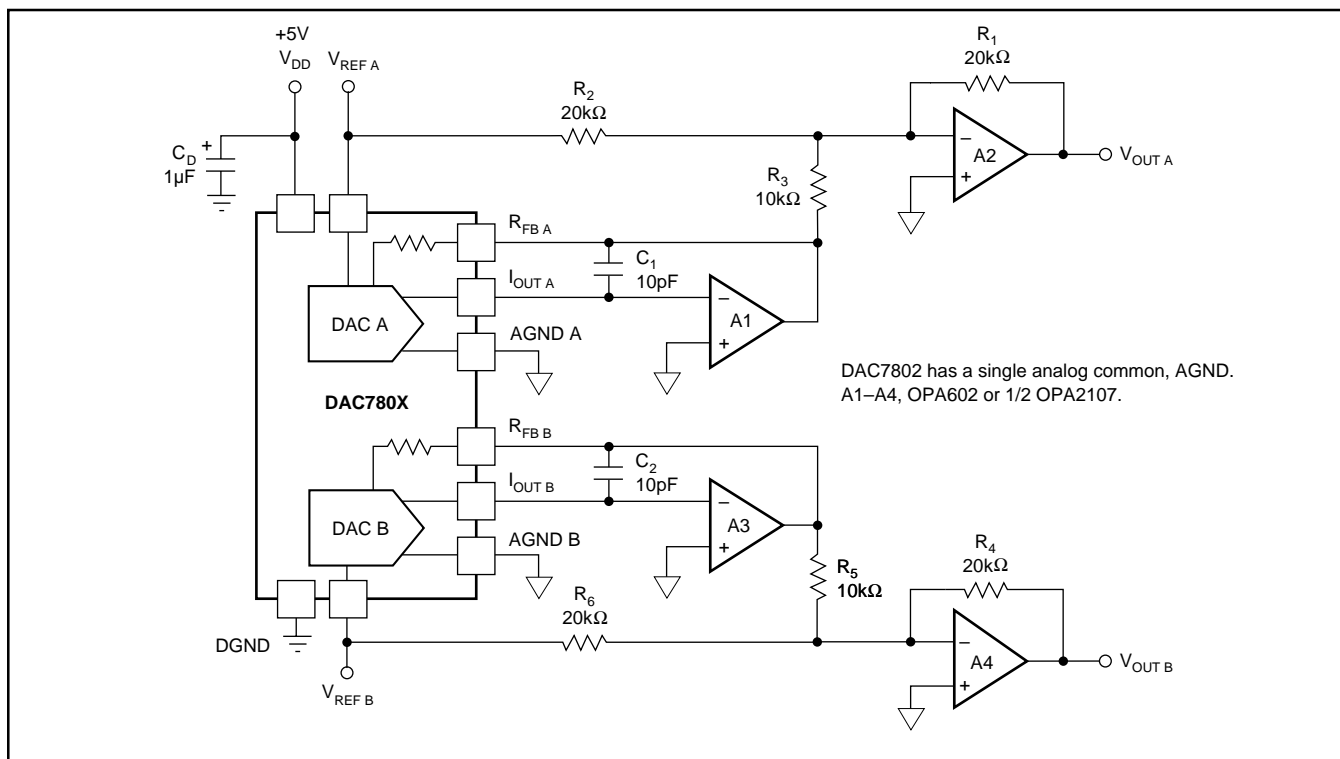 +5V
V_DD
V_REF A
R_1
20kΩ
R_2
20kΩ
C_D
+
1µF
−
A2
+
V_OUT A
R_3
10kΩ
R_FB A
C_1
10pF
I_OUT A
−
A1
+
DAC A
AGND A
DAC7802 has a single analog common, AGND.
A1–A4, OPA602 or 1/2 OPA2107.
DAC780X
R_FB B
C_2
10pF
I_OUT B
−
A3
+
DAC B
AGND B
R_4
20kΩ
R_5
10kΩ
R_6
20kΩ
DGND
−
A4
+
V_OUT B
V_REF B